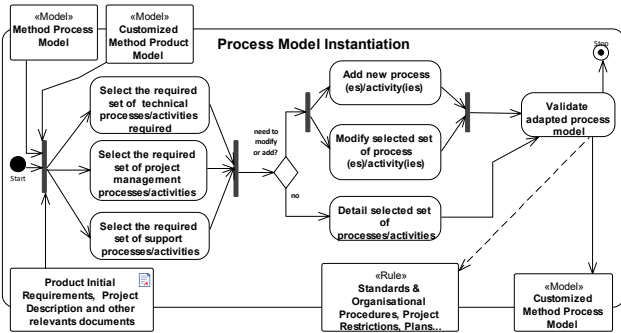 «Model»
Method Process
Model
«Model»
Customized
Method Product
Model
Process Model Instantiation
Stop
Select the required
set of technical
processes/activities
required
Add new process
(es)/activity(ies)
Validate
adapted process
model
need to
modify
or add?
Modify selected set
of process
(es)/activity(ies)
Start
Select the required
set of project
management
processes/activities
no
Select the required
set of support
processes/activities
Detail selected set
of
processes/activities
Product Initial
Requirements, Project
Description and other
relevant documents
«Rule»
Standards &
Organisational
Procedures, Project
Restrictions, Plans...
«Model»
Customized
Method Process
Model